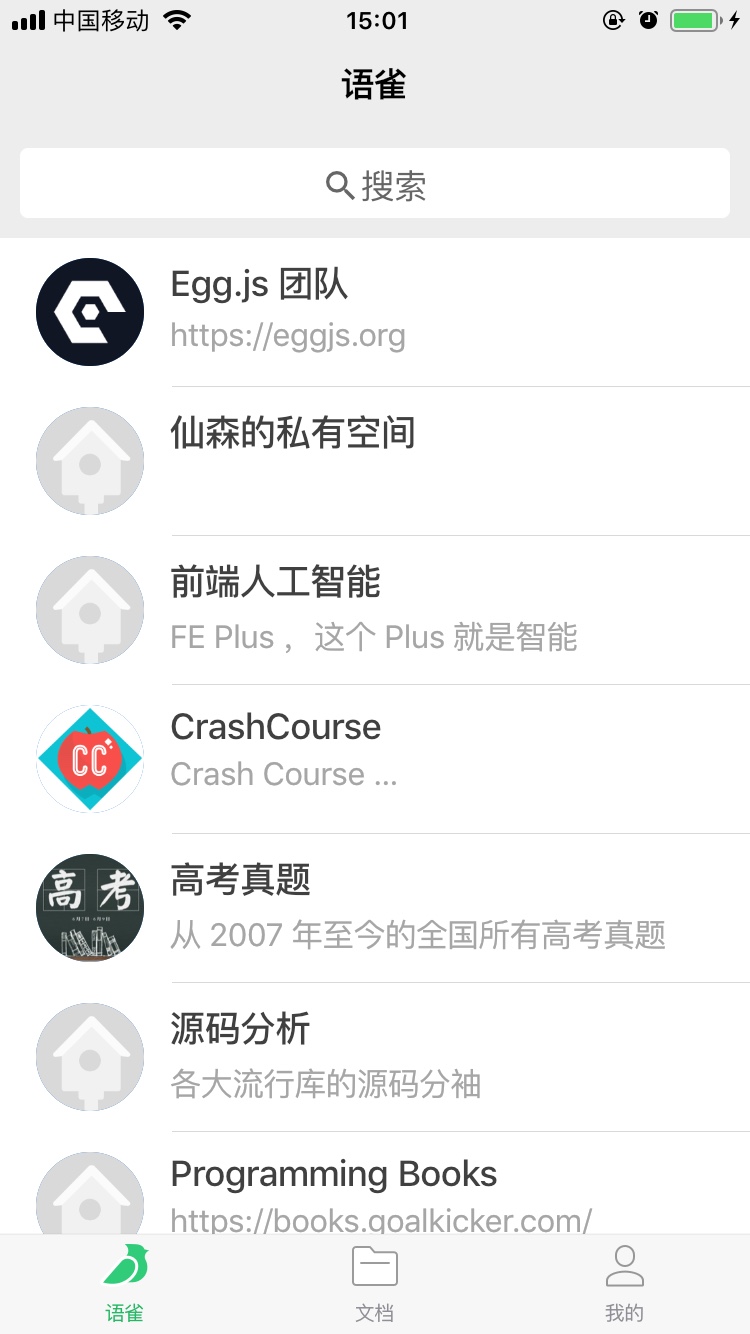 中国移动
15:01
语雀
搜索
Egg.js 团队
https://eggjs.org
仙森的私有空间
前端人工智能
FE Plus ，这个 Plus 就是智能
CC
CrashCourse
Crash Course ...
高考
高考真题
从 2007 年至今的全国所有高考真题
源码分析
各大流行库的源码分袖
Programming Books
https://books.goalkicker.com/
语雀
文档
我的